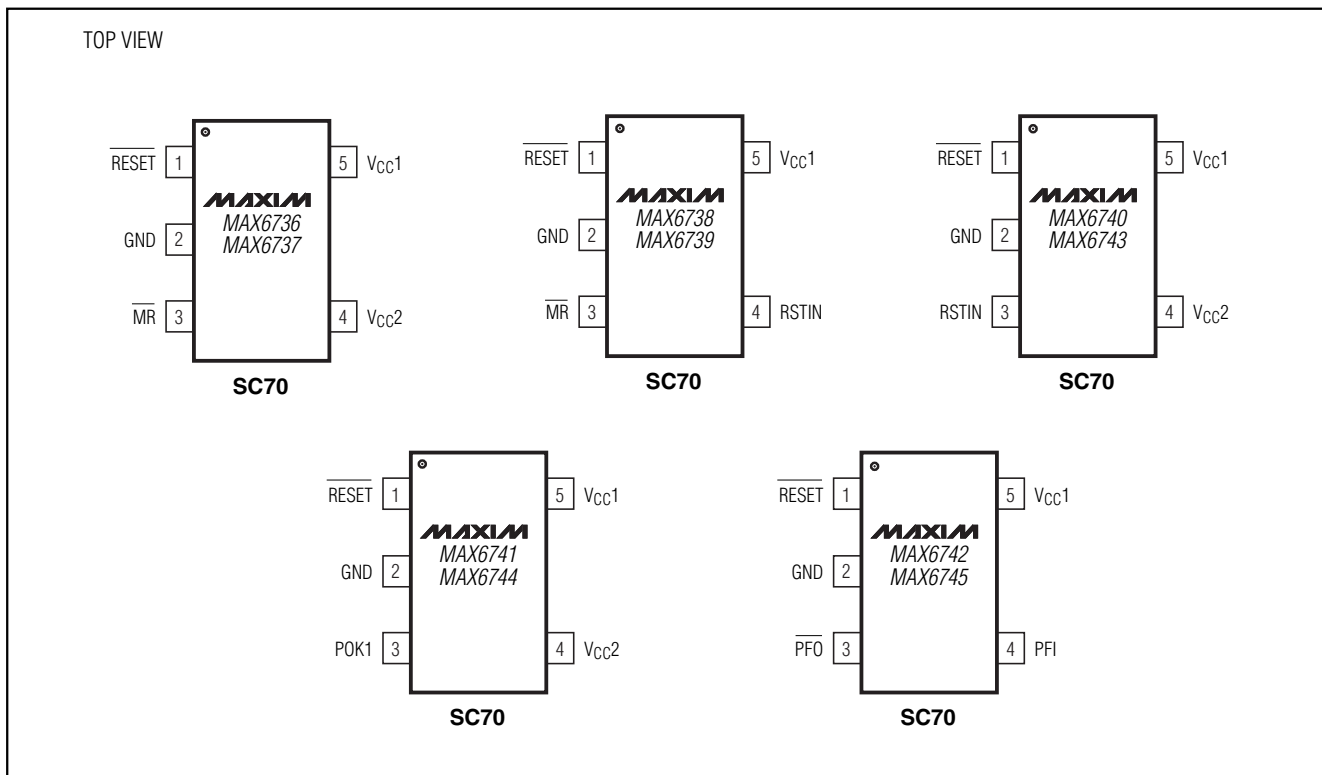 TOP VIEW
RESET 1 5 VCC1
MAXIM
MAX6736
GND 2 MAX6737
MR 3 4 VCC2
SC70
RESET 1 5 VCC1
MAXIM
MAX6738
GND 2 MAX6739
MR 3 4 RSTIN
SC70
RESET 1 5 VCC1
MAXIM
MAX6740
GND 2 MAX6743
RSTIN 3 4 VCC2
SC70
RESET 1 5 VCC1
MAXIM
MAX6741
GND 2 MAX6744
POK1 3 4 VCC2
SC70
RESET 1 5 VCC1
MAXIM
MAX6742
GND 2 MAX6745
PFO 3 4 PFI
SC70